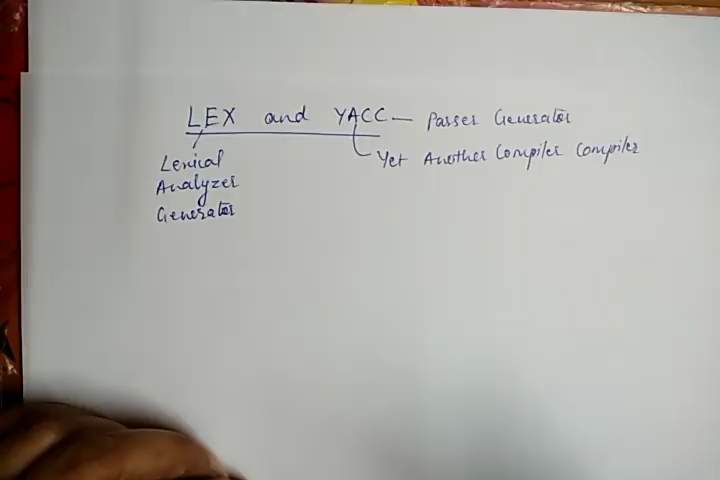 LEX and YACC — Parser Generator
Yet Another Compiler Compiler
Lexical
Analyzer
Generator